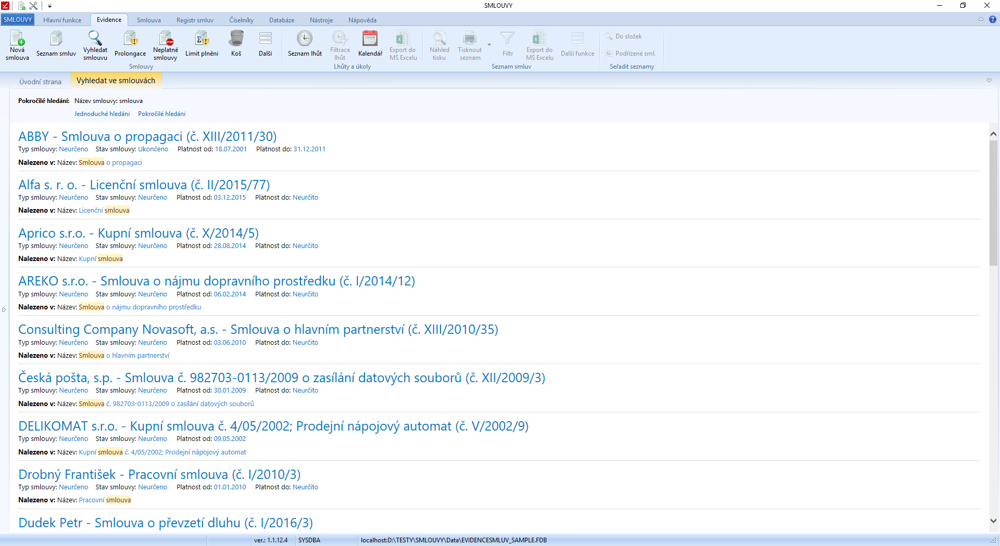 SMLOUVY
SMLOUVY Hlavní funkce Evidence Smlouva Registr smluv Číselníky Databáze Nástroje Nápověda
Nová smlouva Seznam smluv Vyhledat smlouvu Prolongace Neplatné smlouvy Limit plnění Koš Další Seznam lhůt Filtrace lhůt Kalendář Export do MS Excelu Náhled tisku Tisknout seznam Filtr Export do MS Excelu Další funkce Do složek
Podřízené sml.
Smlouvy Lhůty a úkoly Seznam smluv Seřadit seznamy
Úvodní strana Vyhledat ve smlouvách
Pokročilé hledání: Název smlouvy: smlouva
Jednoduché hledání Pokročilé hledání
ABBY - Smlouva o propagaci (č. XIII/2011/30)
Typ smlouvy: Neurčeno Stav smlouvy: Ukončeno Platnost od: 18.07.2001 Platnost do: 31.12.2011
Nalezeno v: Název: Smlouva o propagaci
Alfa s. r. o. - Licenční smlouva (č. II/2015/77)
Typ smlouvy: Neurčeno Stav smlouvy: Neurčeno Platnost od: 03.12.2015 Platnost do: Neurčito
Nalezeno v: Název: Licenční smlouva
Aprico s.r.o. - Kupní smlouva (č. X/2014/5)
Typ smlouvy: Neurčeno Stav smlouvy: Neurčeno Platnost od: 28.08.2014 Platnost do: Neurčito
Nalezeno v: Název: Kupní smlouva
AREKO s.r.o. - Smlouva o nájmu dopravního prostředku (č. I/2014/12)
Typ smlouvy: Neurčeno Stav smlouvy: Neurčeno Platnost od: 06.02.2014 Platnost do: Neurčito
Nalezeno v: Název: Smlouva o nájmu dopravního prostředku
Consulting Company Novasoft, a.s. - Smlouva o hlavním partnerství (č. XIII/2010/35)
Typ smlouvy: Neurčeno Stav smlouvy: Neurčeno Platnost od: 03.06.2010 Platnost do: Neurčito
Nalezeno v: Název: Smlouva o hlavním partnerství
Česká pošta, s.p. - Smlouva č. 982703-0113/2009 o zasílání datových souborů (č. XII/2009/3)
Typ smlouvy: Neurčeno Stav smlouvy: Neurčeno Platnost od: 30.01.2009 Platnost do: Neurčito
Nalezeno v: Název: Smlouva č. 982703-0113/2009 o zasílání datových souborů
DELIKOMAT s.r.o. - Kupní smlouva č. 4/05/2002; Prodejní nápojový automat (č. V/2002/9)
Typ smlouvy: Neurčeno Stav smlouvy: Neurčeno Platnost od: 09.05.2002
Nalezeno v: Název: Kupní smlouva č. 4/05/2002; Prodejní nápojový automat
Drobný František - Pracovní smlouva (č. I/2010/3)
Typ smlouvy: Neurčeno Stav smlouvy: Neurčeno Platnost od: 01.01.2010 Platnost do: Neurčito
Nalezeno v: Název: Pracovní smlouva
Dudek Petr - Smlouva o převzetí dluhu (č. I/2016/3)
ver.: 1.1.12.4 SYSDBA localhost:D:\TESTY\SMLOUVY\Data\EVIDENCESMLUV_SAMPLE.FDB